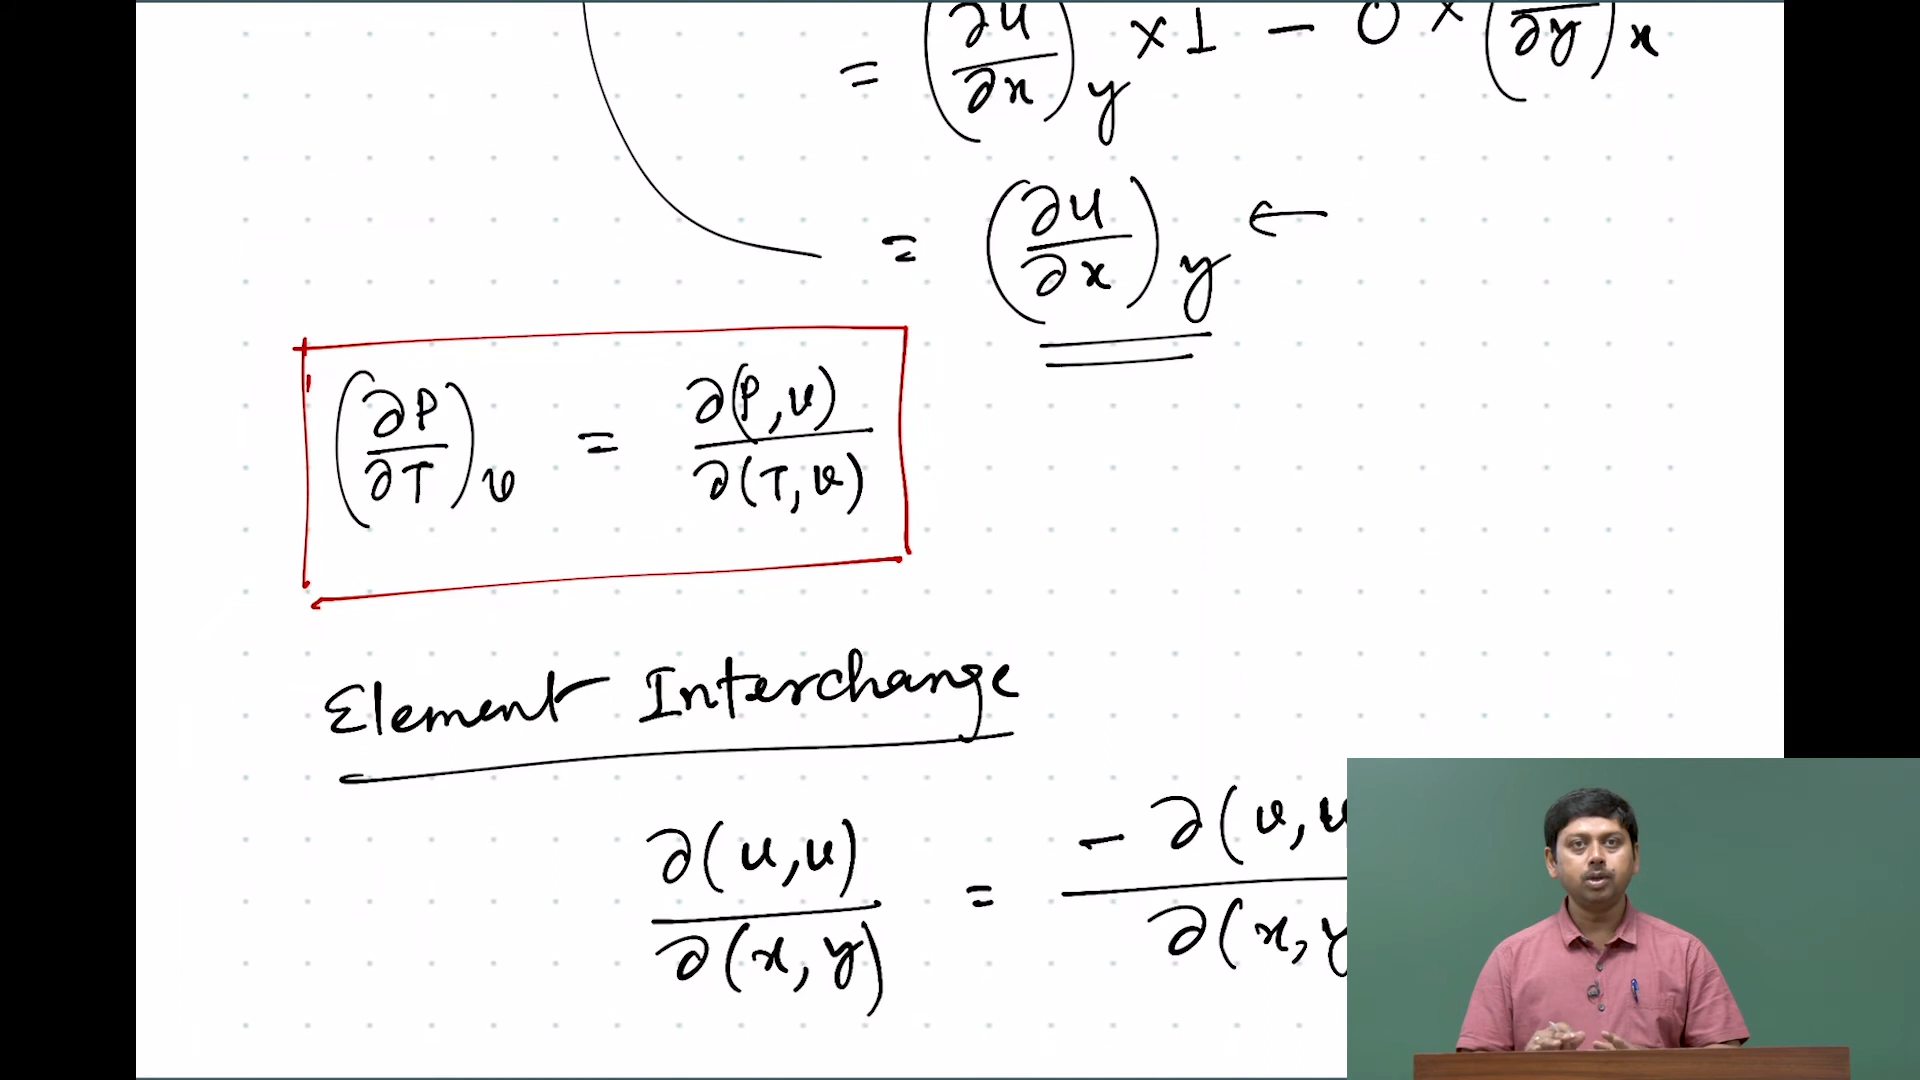 = (∂u/∂x)_y × 1 − 0 × (/∂y)_x
= (∂u/∂x)_y ←
(∂P/∂T)_v = ∂(P,v)/∂(T,v)
Element Interchange
∂(u,v)/∂(x,y) = −∂(v,u/∂(x,y